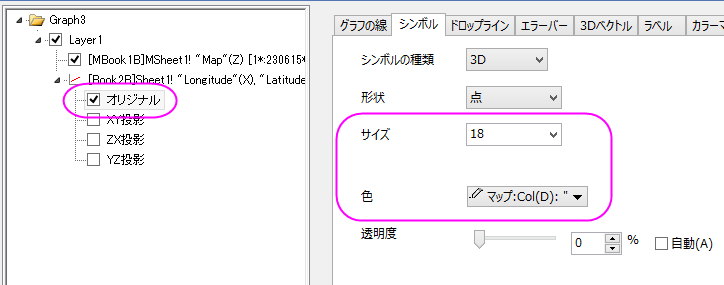 Graph3
Layer1
[MBook1B]MSheet1! "Map"(Z) [1*:230615*
[Book2B]Sheet1! "Longitude"(X), "Latitude
オリジナル
XY投影
ZX投影
YZ投影
グラフの線 シンボル ドロップライン エラーバー 3Dベクトル ラベル カラーマ
シンボルの種類 3D
形状 点
サイズ 18
色 マップ:Col(D): "
透明度 0 % 自動(A)